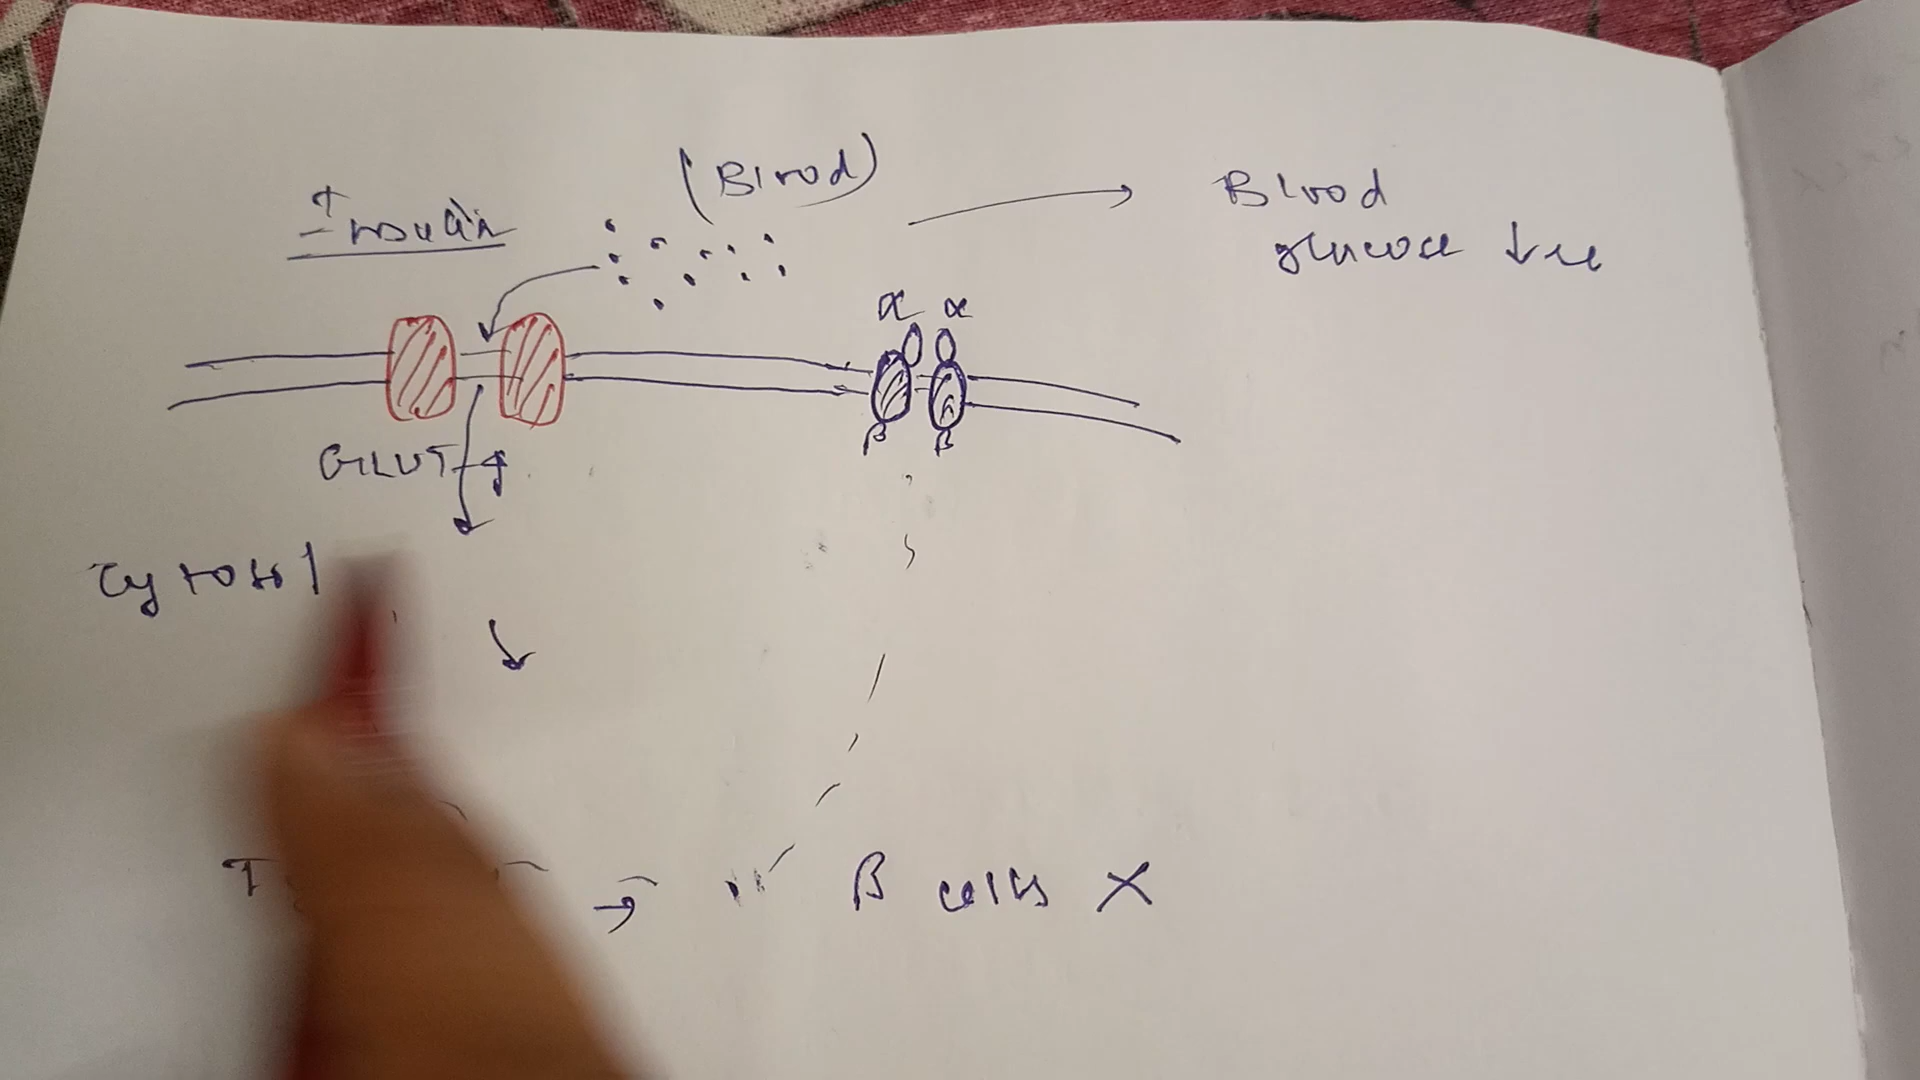 (Blood)
↑
Insulin
Blood
glucose ↓se
α α
β β
GLUT-4
Cytosol
→ β cells ×